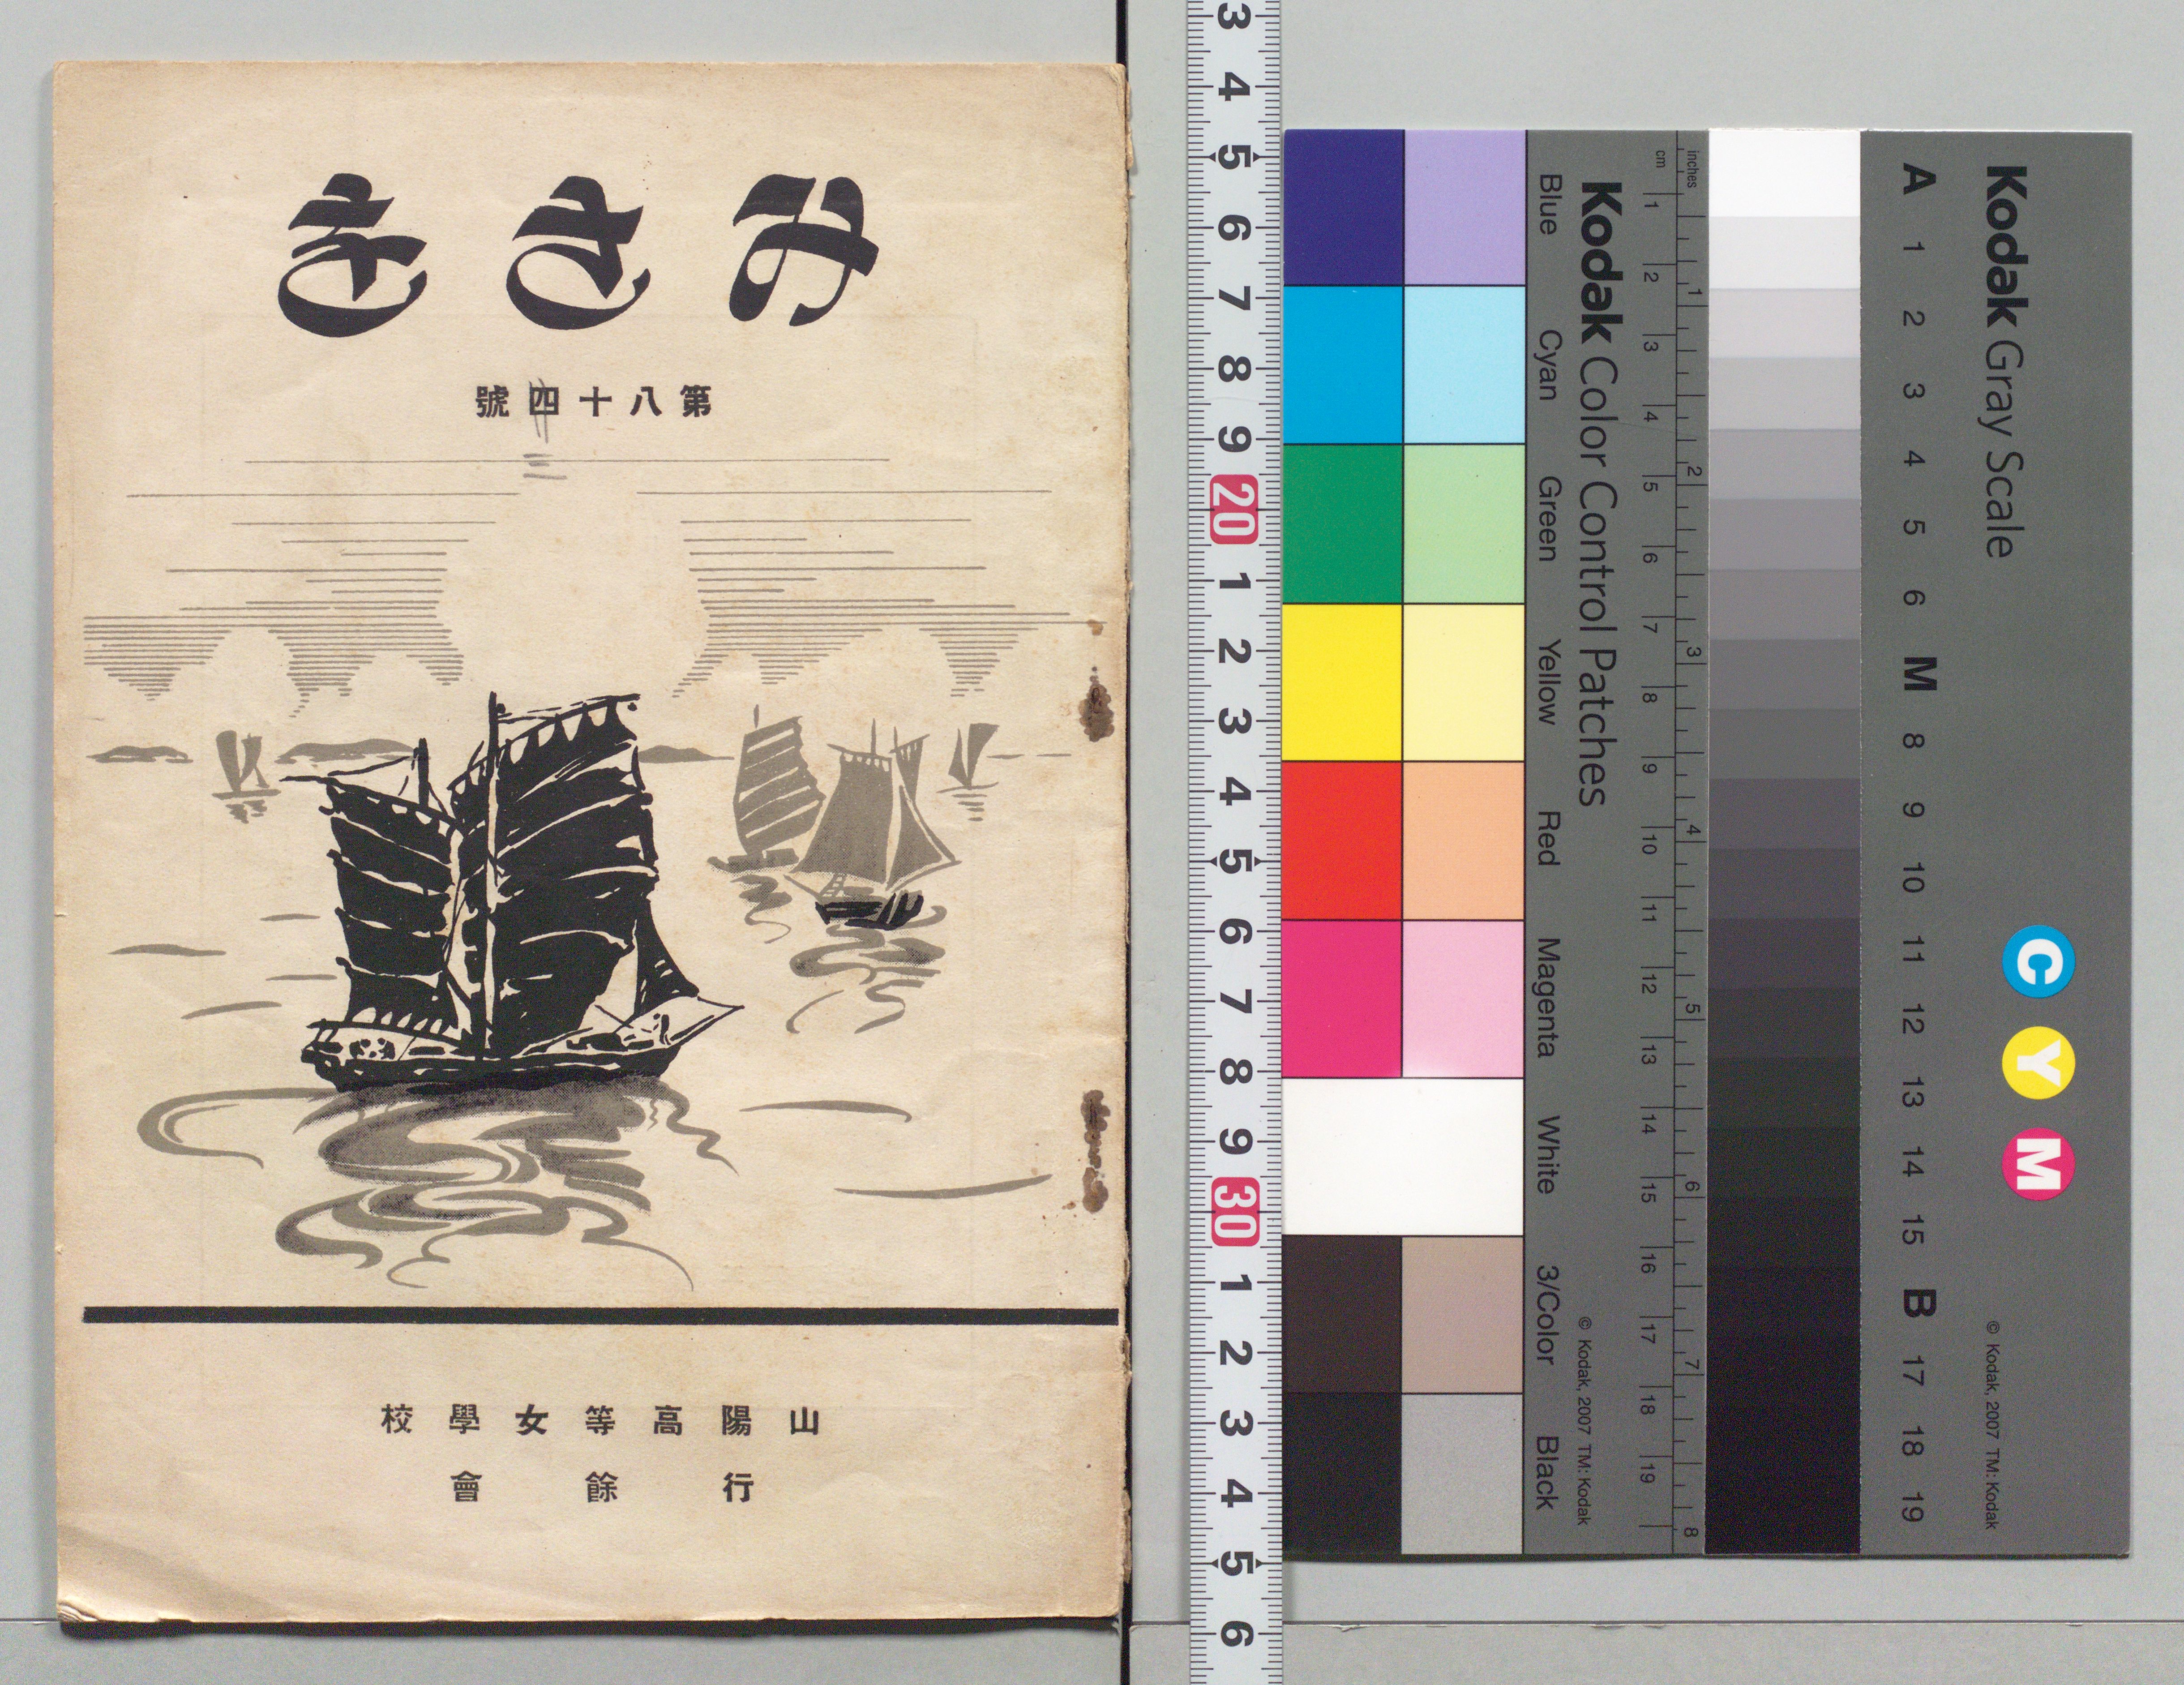 みさを
第八十四號
三
山陽高等女學校
行餘會
3 4 5 6 7 8 9 20 1 2 3 4 5 6 7 8 9 30 1 2 3 4 5 6
Kodak Color Control Patches
© Kodak, 2007 TM: Kodak
Blue Cyan Green Yellow Red Magenta White 3/Color Black
cm 1 2 3 4 5 6 7 8 9 10 11 12 13 14 15 16 17 18 19
inches 1 2 3 4 5 6 7 8
Kodak Gray Scale
C Y M
© Kodak, 2007 TM: Kodak
A 1 2 3 4 5 6 M 8 9 10 11 12 13 14 15 B 17 18 19